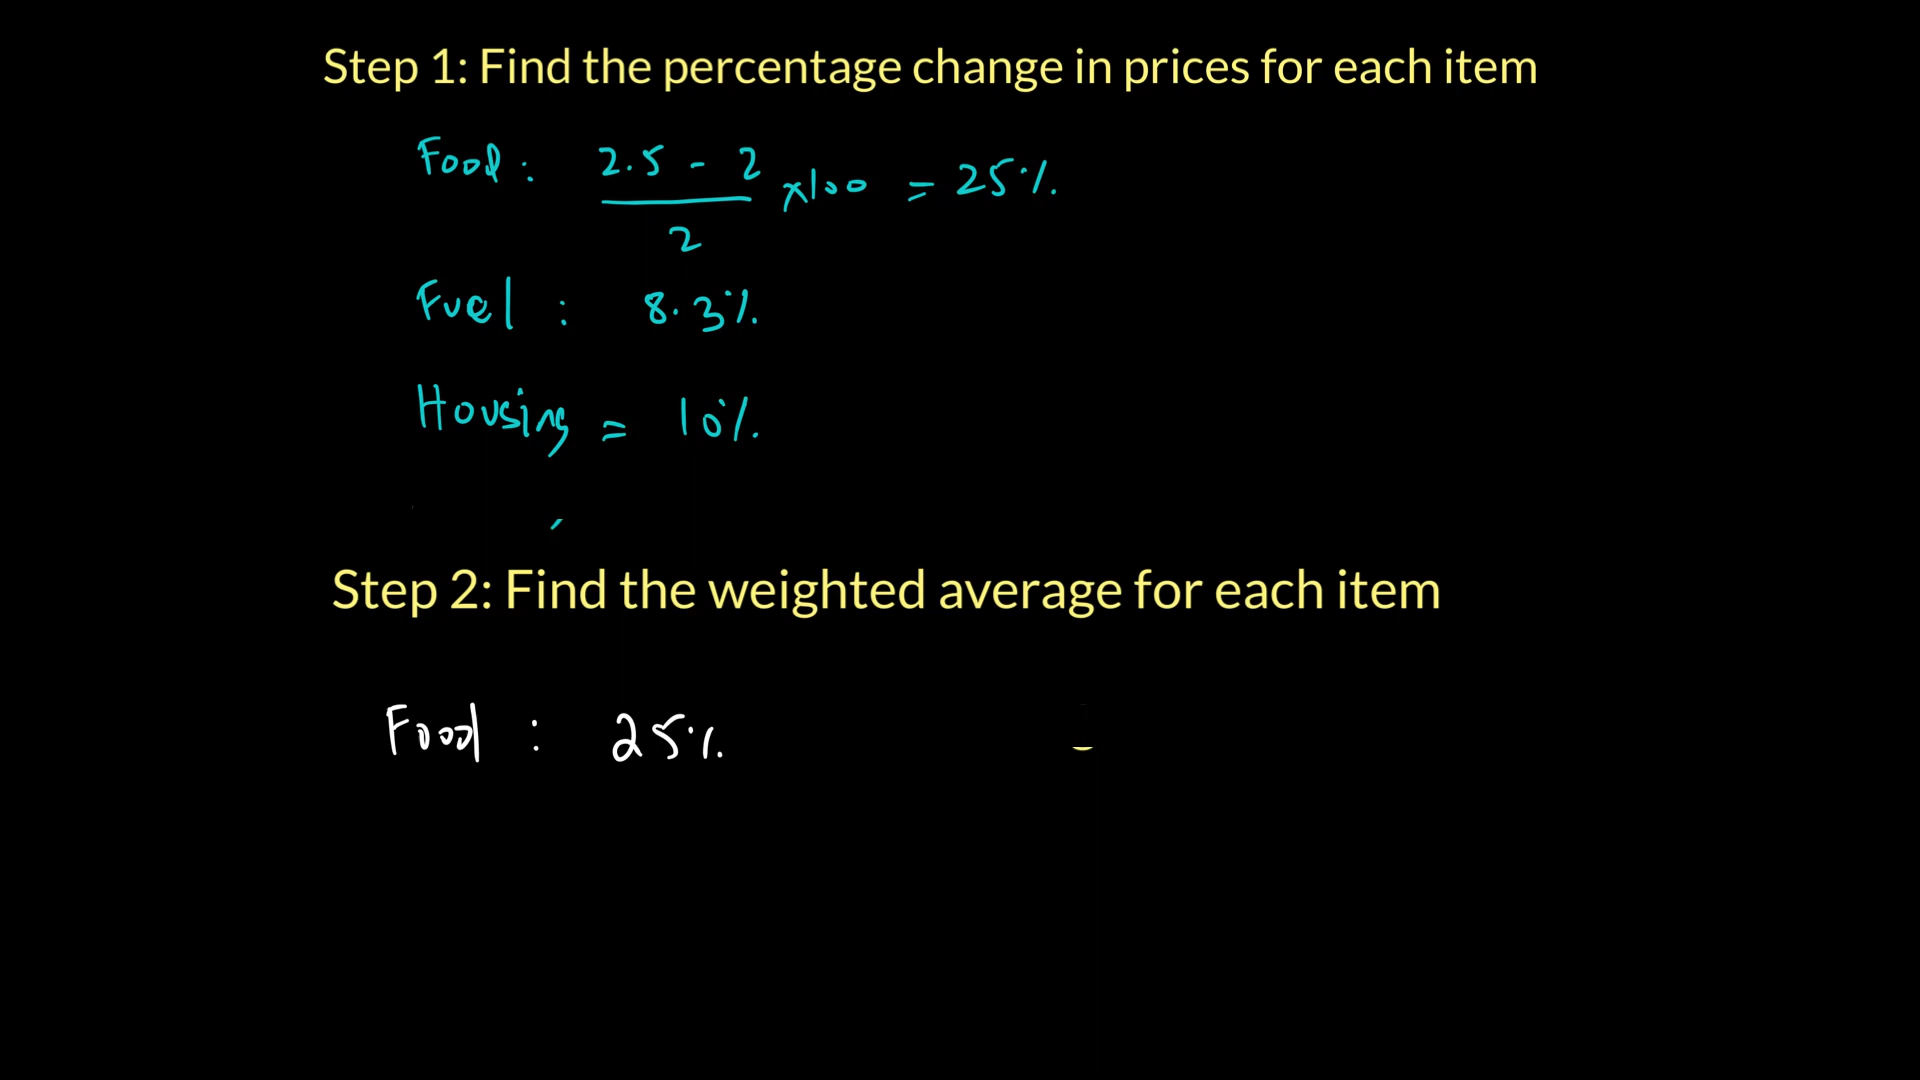 Step 1: Find the percentage change in prices for each item
Food : 2.5 - 2
2
x100 = 25%
Fuel : 8.3%
Housing = 10%
Step 2: Find the weighted average for each item
Food : 25%